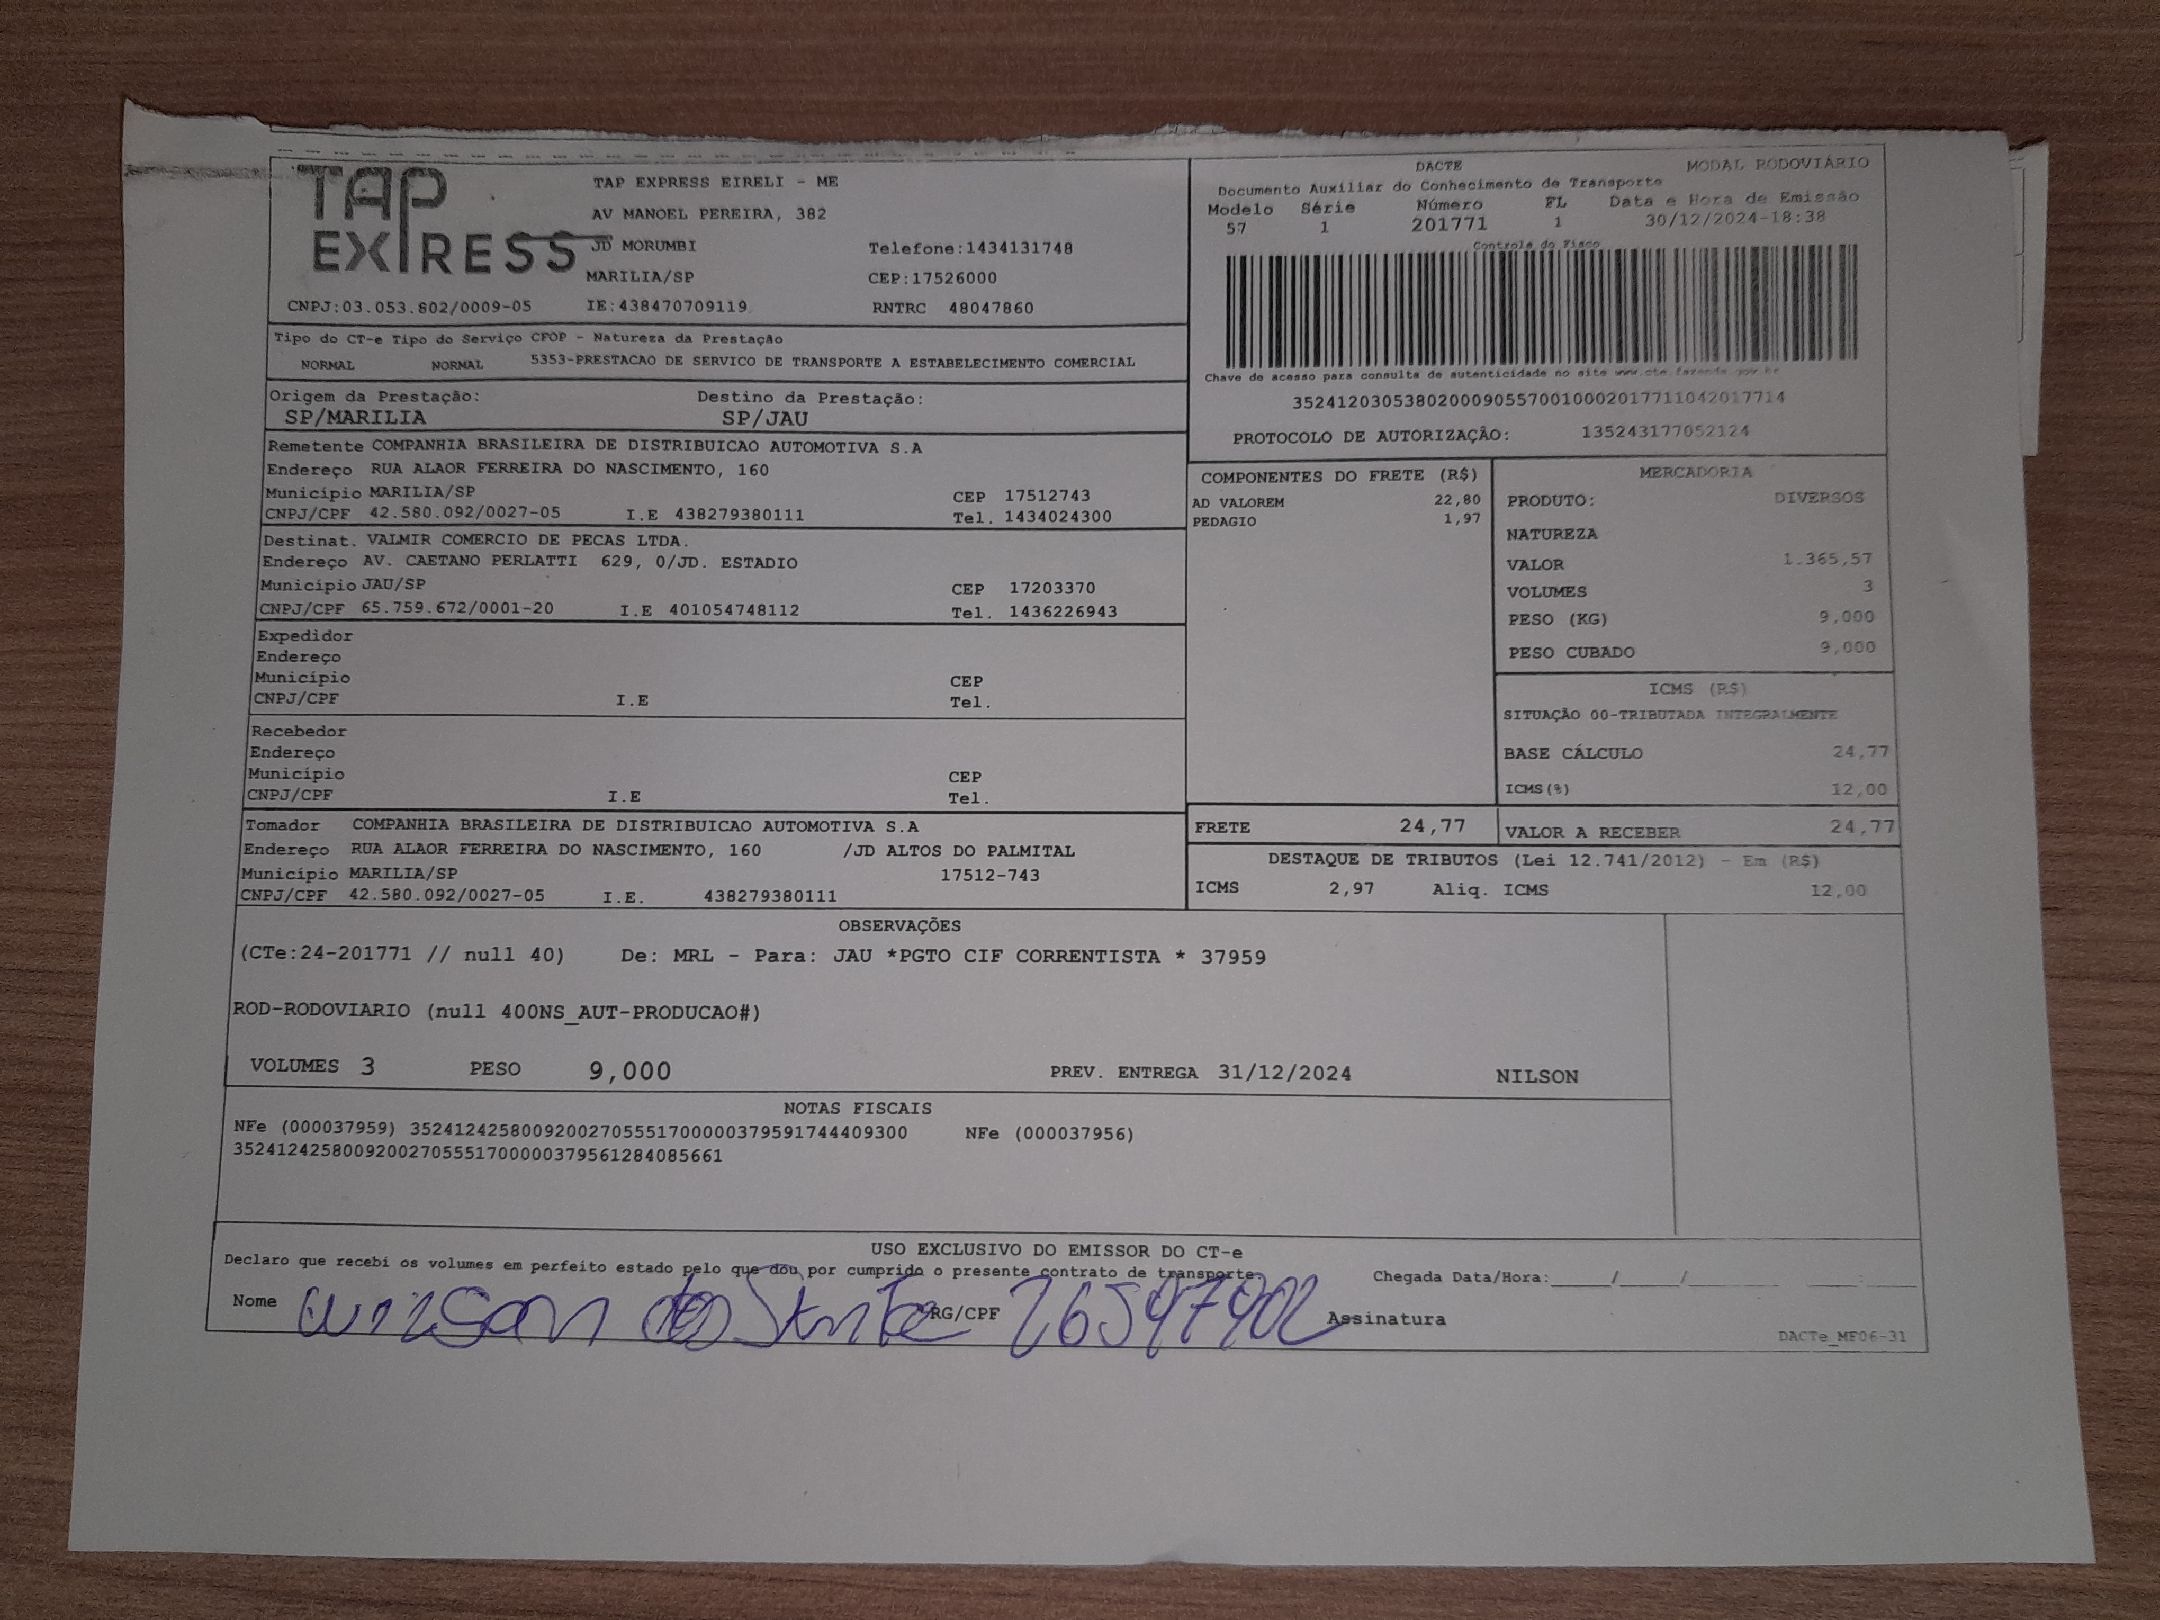 TAP EXPRESS
TAP EXPRESS EIRELI - ME
AV MANOEL PEREIRA, 382
JD MORUMBI Telefone:1434131748
MARILIA/SP CEP:17526000
CNPJ:03.053.802/0009-05 IE:438470709119 RNTRC 48047860
DACTE MODAL RODOVIÁRIO
Documento Auxiliar do Conhecimento de Transporte
Modelo Série Número FL Data e Hora de Emissão
57 1 201771 1 30/12/2024-18:38
Controle do Fisco
Chave de acesso para consulta de autenticidade no site www.cte.fazenda.gov.br
35241203053802000905570010002017711042017714
PROTOCOLO DE AUTORIZAÇÃO: 135243177052124
Tipo do CT-e Tipo do Serviço CFOP - Natureza da Prestação
NORMAL NORMAL 5353-PRESTACAO DE SERVICO DE TRANSPORTE A ESTABELECIMENTO COMERCIAL
Origem da Prestação: Destino da Prestação:
SP/MARILIA SP/JAU
Remetente COMPANHIA BRASILEIRA DE DISTRIBUICAO AUTOMOTIVA S.A
Endereço RUA ALAOR FERREIRA DO NASCIMENTO, 160
Município MARILIA/SP CEP 17512743
CNPJ/CPF 42.580.092/0027-05 I.E 438279380111 Tel. 1434024300
Destinat. VALMIR COMERCIO DE PECAS LTDA.
Endereço AV. CAETANO PERLATTI 629, 0/JD. ESTADIO
Município JAU/SP CEP 17203370
CNPJ/CPF 65.759.672/0001-20 I.E 401054748112 Tel. 1436226943
Expedidor
Endereço
Município CEP
CNPJ/CPF I.E Tel.
Recebedor
Endereço
Município CEP
CNPJ/CPF I.E Tel.
Tomador COMPANHIA BRASILEIRA DE DISTRIBUICAO AUTOMOTIVA S.A
Endereço RUA ALAOR FERREIRA DO NASCIMENTO, 160 /JD ALTOS DO PALMITAL
Município MARILIA/SP 17512-743
CNPJ/CPF 42.580.092/0027-05 I.E. 438279380111
COMPONENTES DO FRETE (R$)
AD VALOREM 22,80
PEDAGIO 1,97
MERCADORIA
PRODUTO: DIVERSOS
NATUREZA
VALOR 1.365,57
VOLUMES 3
PESO (KG) 9,000
PESO CUBADO 9,000
ICMS (R$)
SITUAÇÃO 00-TRIBUTADA INTEGRALMENTE
BASE CÁLCULO 24,77
ICMS(%) 12,00
FRETE 24,77 VALOR A RECEBER 24,77
DESTAQUE DE TRIBUTOS (Lei 12.741/2012) - Em (R$)
ICMS 2,97 Aliq. ICMS 12,00
OBSERVAÇÕES
(CTe:24-201771 // null 40) De: MRL - Para: JAU *PGTO CIF CORRENTISTA * 37959
ROD-RODOVIARIO (null 400NS_AUT-PRODUCAO#)
VOLUMES 3 PESO 9,000 PREV. ENTREGA 31/12/2024 NILSON
NOTAS FISCAIS
NFe (000037959) 35241242580092002705551700000379591744409300 NFe (000037956)
35241242580092002705551700000379561284085661
USO EXCLUSIVO DO EMISSOR DO CT-e
Declaro que recebi os volumes em perfeito estado pelo que dou por cumprido o presente contrato de transporte.
Chegada Data/Hora:_____/_____/_____ :_____
Nome RG/CPF Assinatura
DACTe_MF06-31